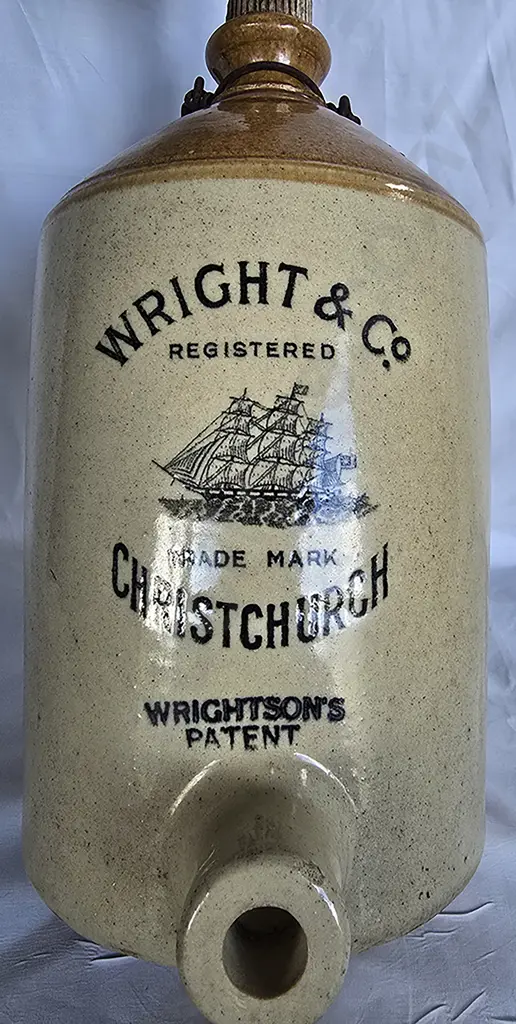 WRIGHT & Co.
REGISTERED
TRADE MARK
CHRISTCHURCH
WRIGHTSON'S
PATENT